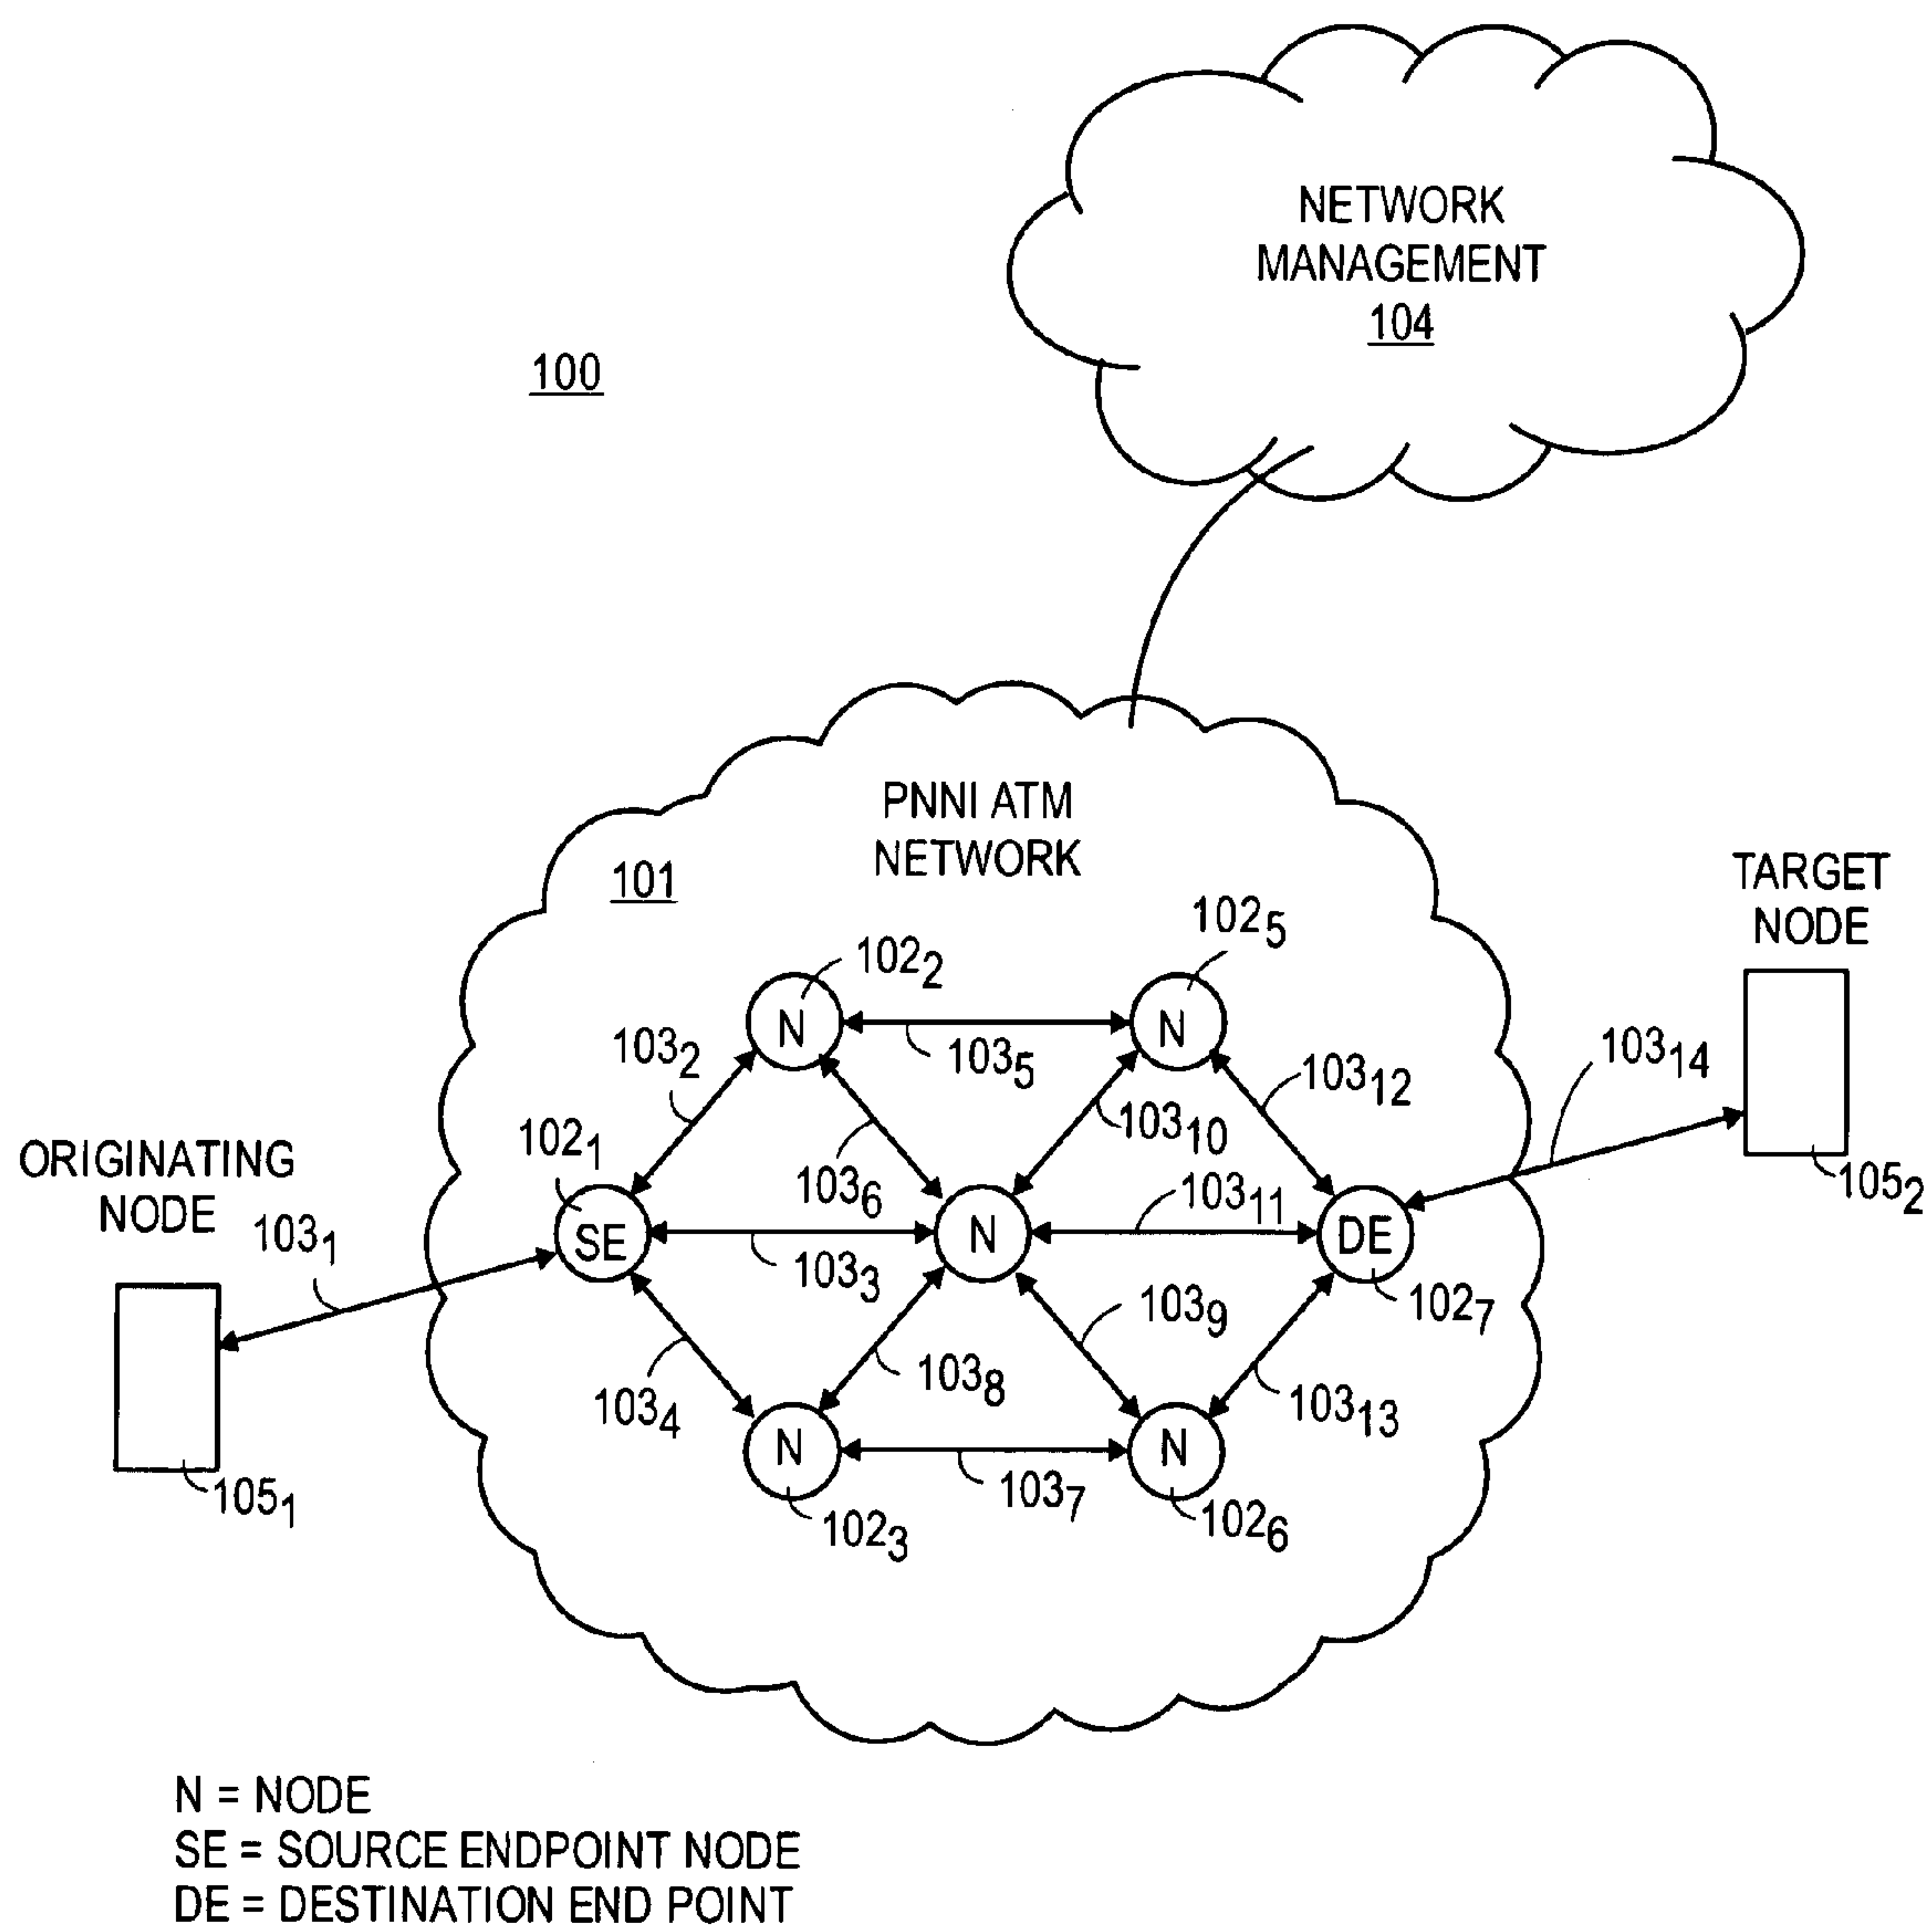 NETWORK
MANAGEMENT
104
100
PNNI ATM
NETWORK
101
TARGET
NODE
102₂
102₅
N
N
103₂
103₅
103₁₂
103₁₄
102₁
103₆
103₁₀
103₁₁
105₂
ORIGINATING
NODE
103₁
SE
N
DE
103₃
103₉
102₇
103₄
103₈
103₁₃
N
N
105₁
103₇
102₃
102₆
N = NODE
SE = SOURCE ENDPOINT NODE
DE = DESTINATION END POINT